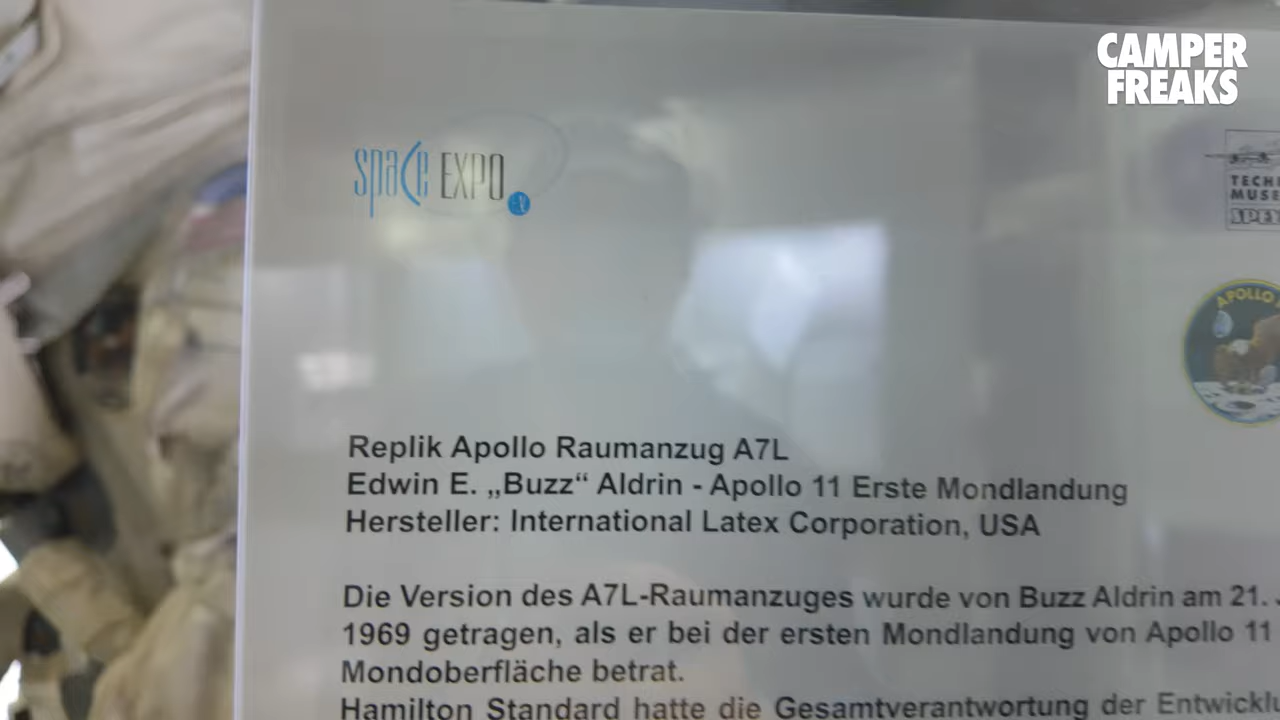 CAMPER
FREAKS
space EXPO
APOLLO
Replik Apollo Raumanzug A7L
Edwin E. „Buzz“ Aldrin - Apollo 11 Erste Mondlandung
Hersteller: International Latex Corporation, USA
Die Version des A7L-Raumanzuges wurde von Buzz Aldrin am 21.
1969 getragen, als er bei der ersten Mondlandung von Apollo 11
Mondoberfläche betrat.
Hamilton Standard hatte die Gesamtverantwortung der